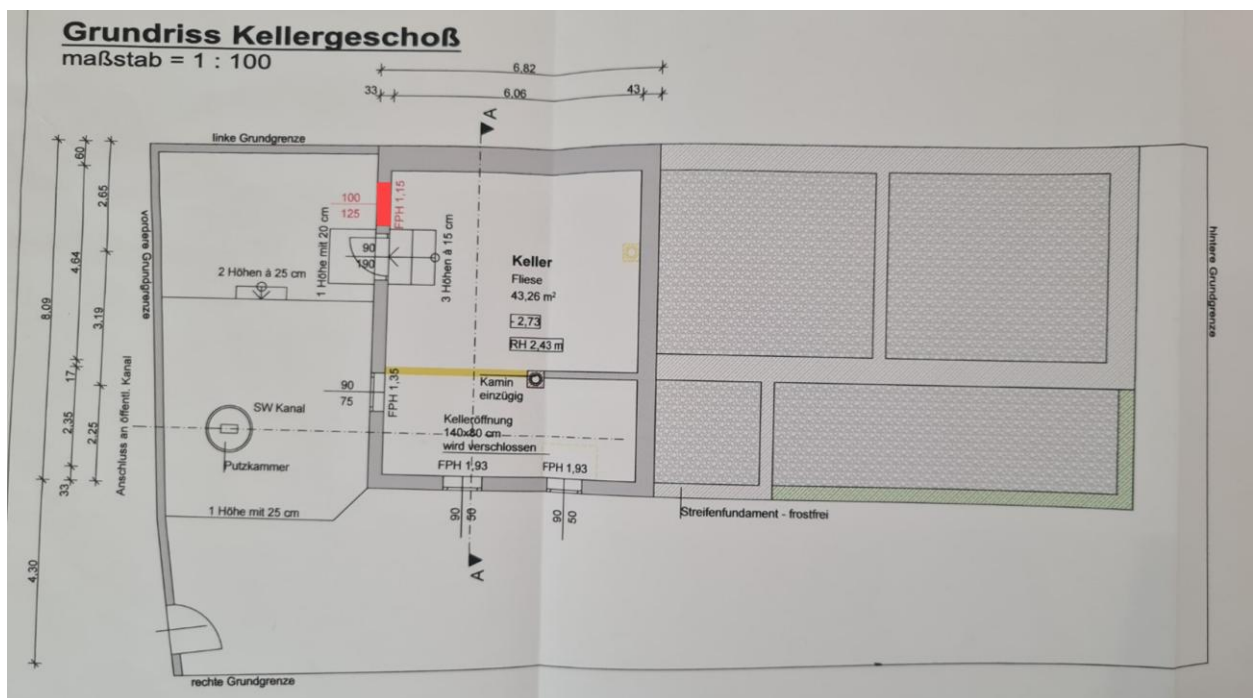 Grundriss Kellergeschoß
maßstab = 1 : 100
6,82
33
6,06
43
A
linke Grundgrenze
60
2,65
4,64
8,09
3,19
17
2,35
2,25
33
4,30
vordere Grundgrenze
Anschluss an öffentl. Kanal
100
125
FPH 1,15
1 Höhe mit 20 cm
90
190
3 Höhen à 15 cm
2 Höhen à 25 cm
Keller
Fliese
43,26 m²
- 2,73
RH 2,43 m
hintere Grundgrenze
90
75
FPH 1,35
Kamin
einzügig
SW Kanal
Putzkammer
Kelleröffnung
140x80 cm
wird verschlossen
FPH 1,93
FPH 1,93
1 Höhe mit 25 cm
90
50
90
50
Streifenfundament - frostfrei
A
rechte Grundgrenze